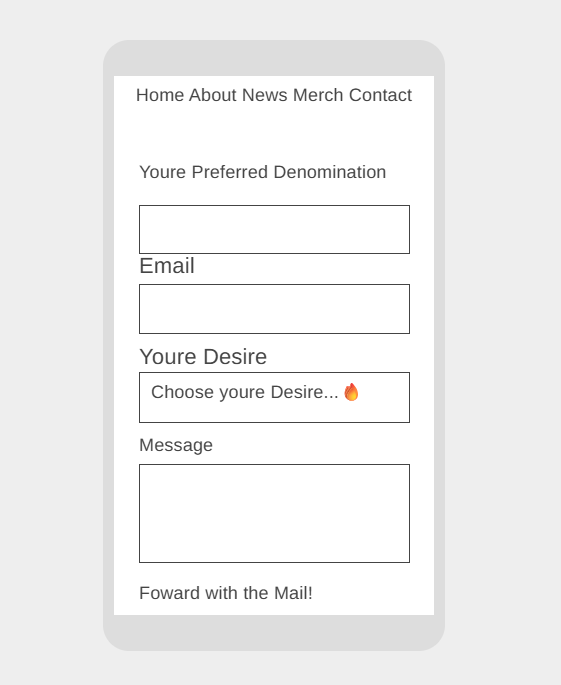 Home About News Merch Contact
Youre Preferred Denomination
Email
Youre Desire
Choose youre Desire... 🔥
Message
Foward with the Mail!